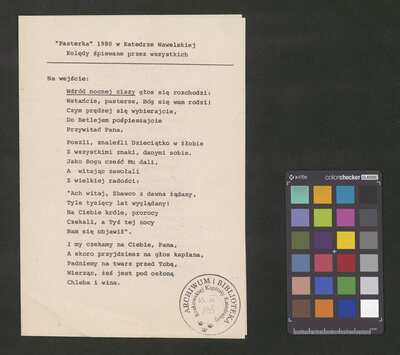 "Pasterka" 1980 w Katedrze Wawelskiej
Kolędy śpiewane przez wszystkich
Na wejście:
Wśród nocnej ciszy głos się rozchodzi:
Wstańcie, pasterze, Bóg się wam rodzi!
Czym prędzej się wybierajcie,
Do Betlejem pośpieszajcie
Przywitać Pana.
Poszli, znaleźli Dzieciątko w żłobie
Z wszystkimi znaki, danymi sobie.
Jako Bogu cześć Mu dali,
A witając zawołali
Z wielkiej radości:
"Ach witaj, Zbawco z dawna żądany,
Tyle tysięcy lat wyglądany!
Na Ciebie króle, prorocy
Czekali, a Tyś tej nocy
Nam się objawił".
I my czekamy na Ciebie, Pana,
A skoro przyjdziesz na głos kapłana,
Padniemy na twarz przed Tobą,
Wierząc, żeś jest pod osłoną
Chleba i wina.
ARCHIWUM i BIBLIOTEKA
Krakowskiej Kapituły Katedralnej
x-rite
colorchecker CLASSIC